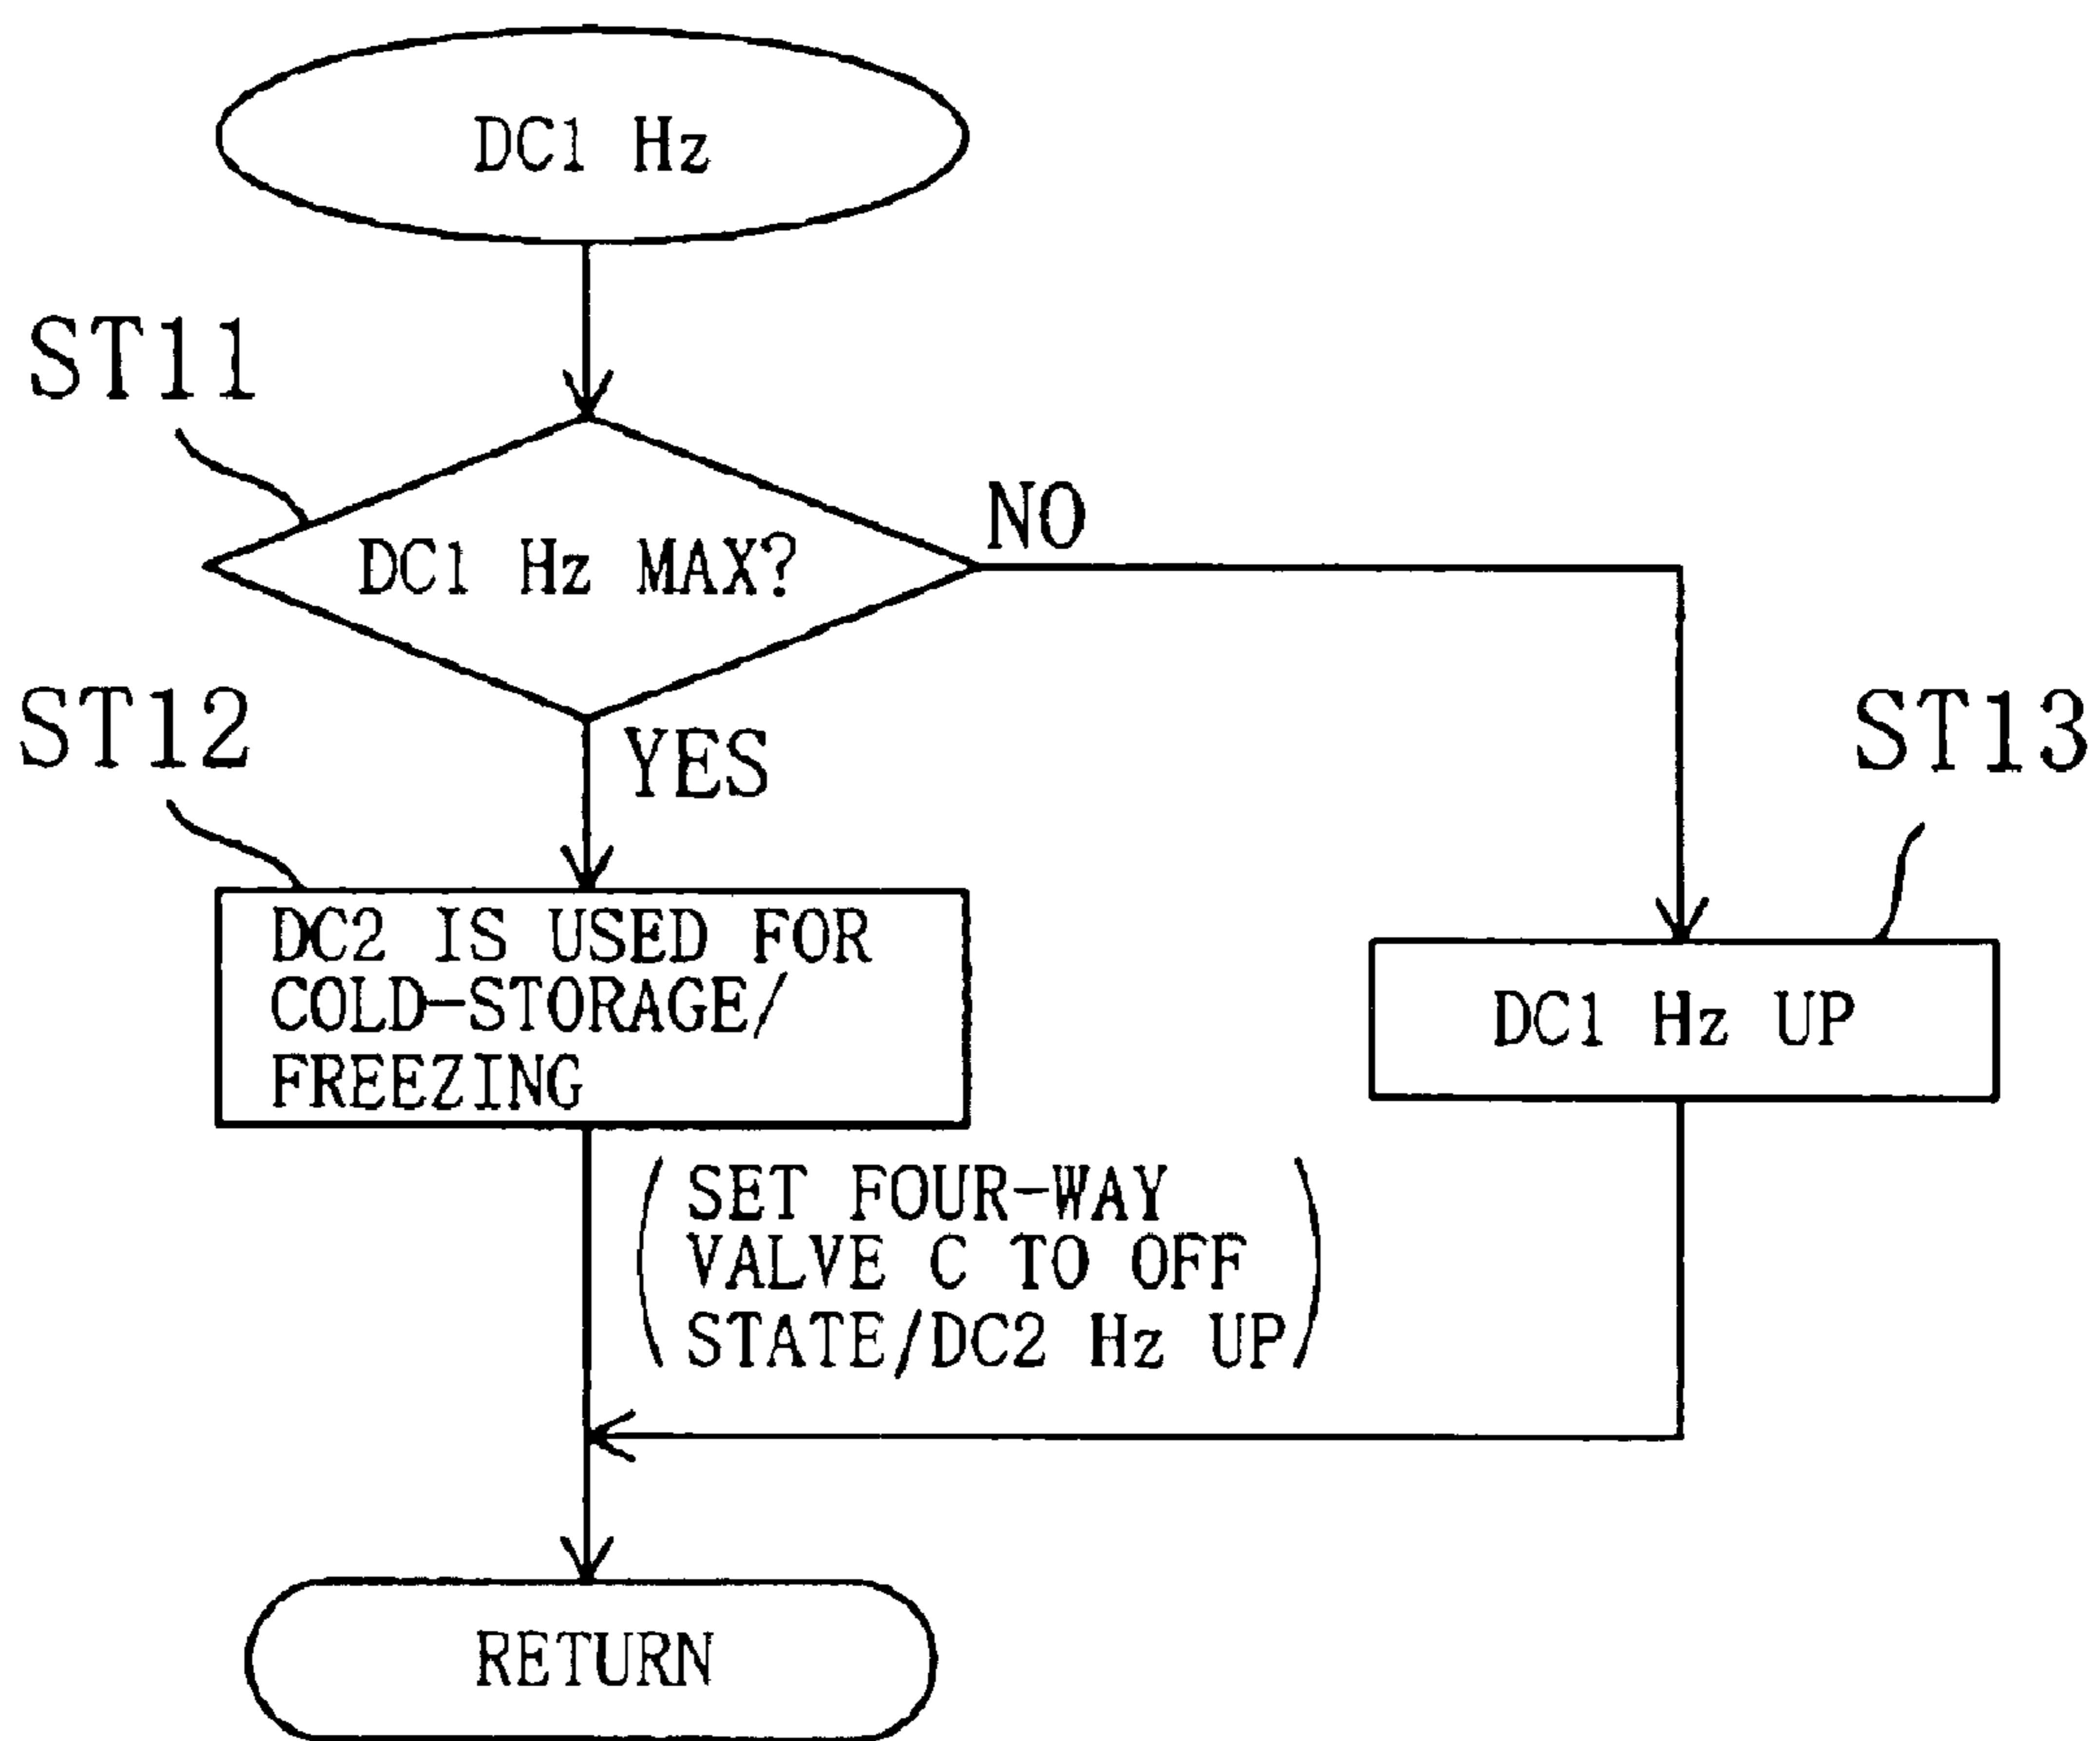 DC1 Hz
ST11
DC1 Hz MAX?
NO
YES
ST12
DC2 IS USED FOR
COLD-STORAGE/
FREEZING
ST13
DC1 Hz UP
SET FOUR-WAY
VALVE C TO OFF
STATE/DC2 Hz UP
RETURN